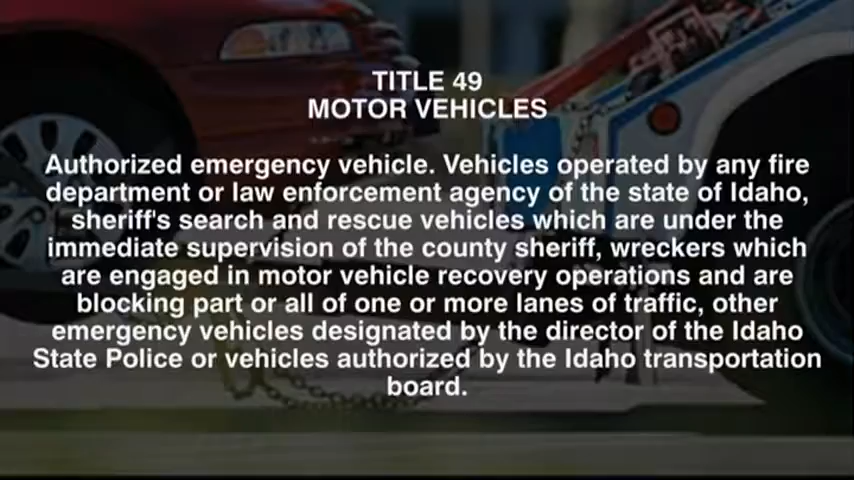 TITLE 49
MOTOR VEHICLES
Authorized emergency vehicle. Vehicles operated by any fire
department or law enforcement agency of the state of Idaho,
sheriff's search and rescue vehicles which are under the
immediate supervision of the county sheriff, wreckers which
are engaged in motor vehicle recovery operations and are
blocking part or all of one or more lanes of traffic, other
emergency vehicles designated by the director of the Idaho
State Police or vehicles authorized by the Idaho transportation
board.